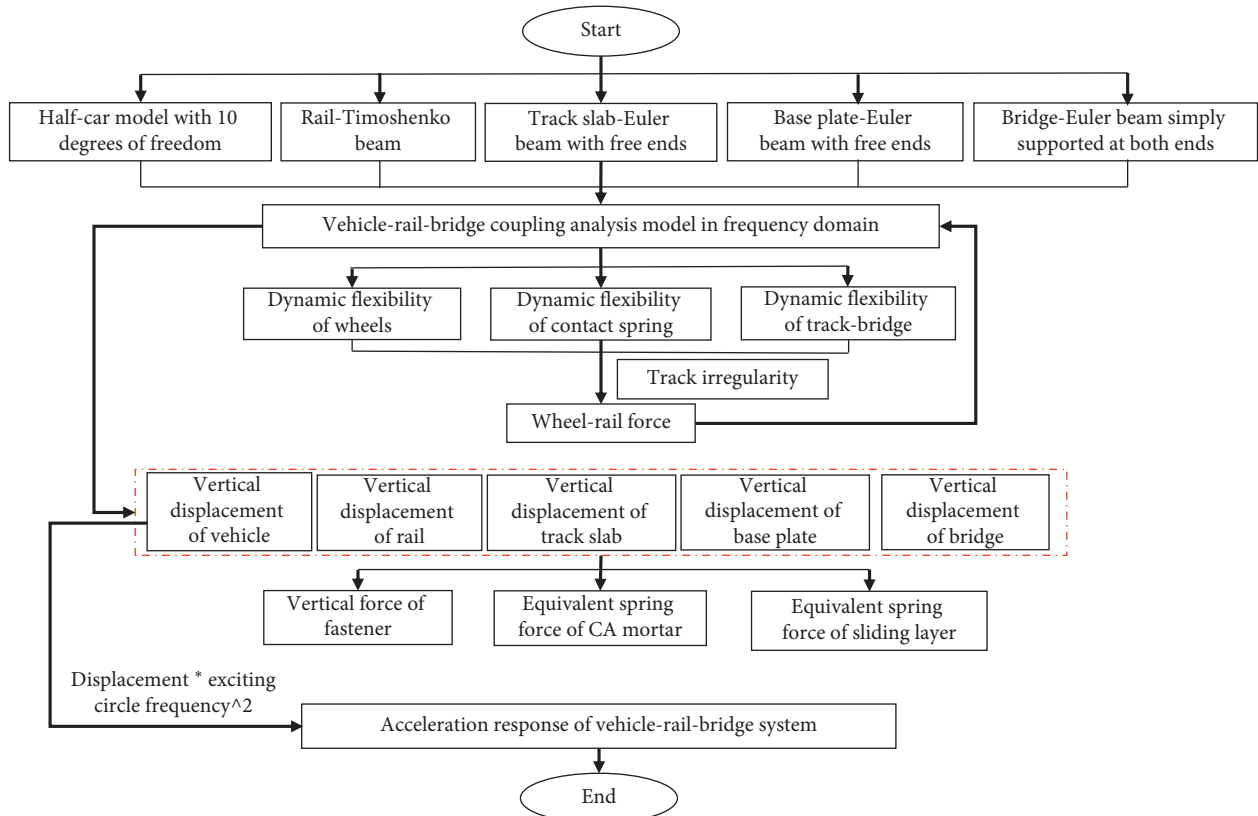 Start
Half-car model with 10
degrees of freedom
Rail-Timoshenko
beam
Track slab-Euler
beam with free ends
Base plate-Euler
beam with free ends
Bridge-Euler beam simply
supported at both ends
Vehicle-rail-bridge coupling analysis model in frequency domain
Dynamic flexibility
of wheels
Dynamic flexibility
of contact spring
Dynamic flexibility
of track-bridge
Track irregularity
Wheel-rail force
Vertical
displacement
of vehicle
Vertical
displacement
of rail
Vertical
displacement of
track slab
Vertical
displacement of
base plate
Vertical
displacement
of bridge
Vertical force of
fastener
Equivalent spring
force of CA mortar
Equivalent spring
force of sliding layer
Displacement * exciting
circle frequency^2
Acceleration response of vehicle-rail-bridge system
End